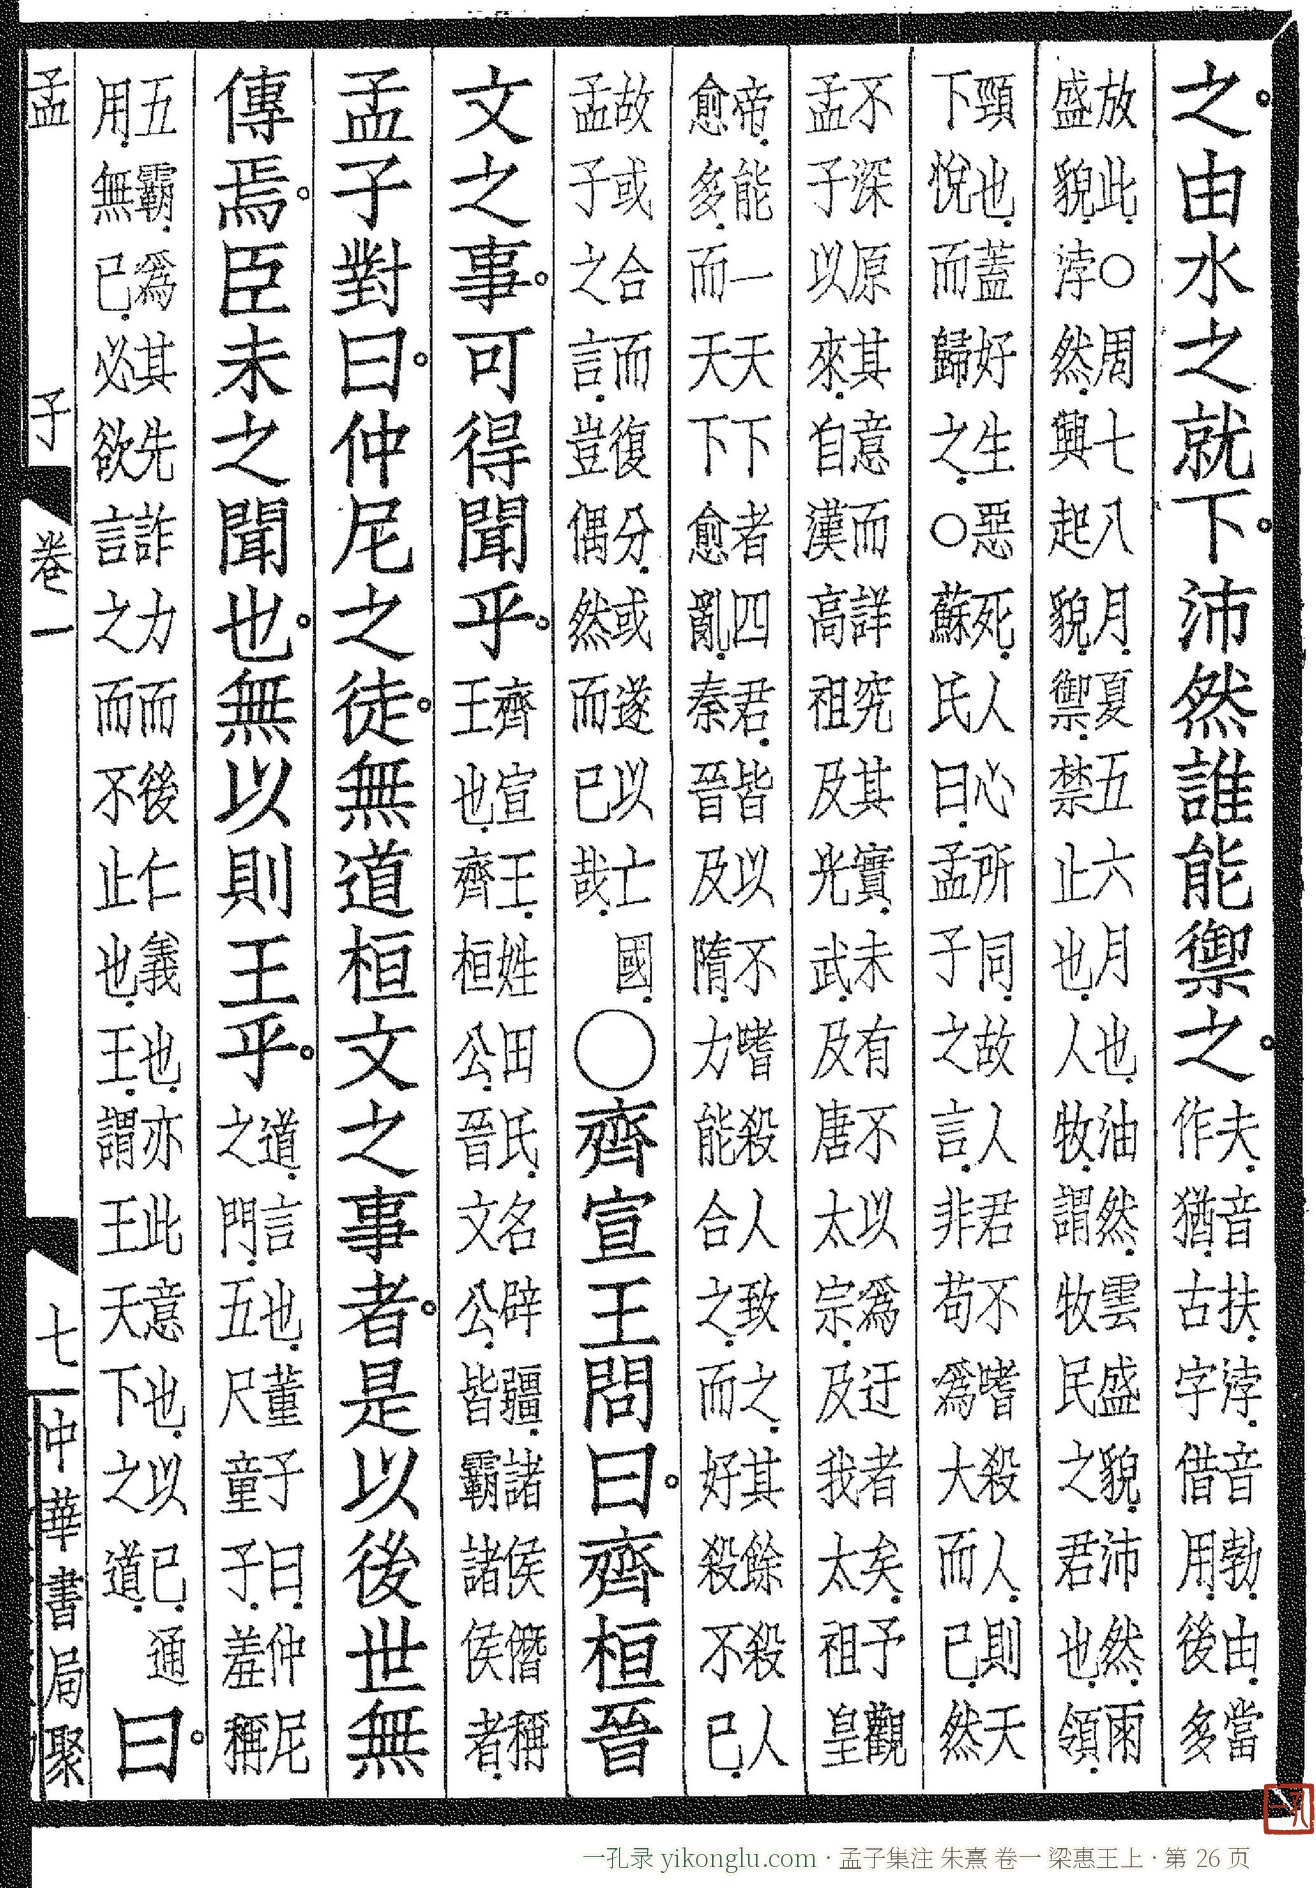 之。由水之就下。沛然誰能禦之。夫。音扶。浡音勃。由。當
作猶。古字借用。後多
放此。○周七八月。夏五六月也。油然。雲盛貌。沛然。雨
盛貌。浡然。興起貌。禦。禁止也。人牧。謂牧民之君也。領。
頸也。蓋好生惡死。人心所同。故人君不嗜殺人。則天
下悅而歸之。○蘇氏曰。孟子之言。非苟爲大而已。然
不深原其意而詳究其實。未有不以爲迂者矣。予觀
孟子以來。自漢高祖及光武。及唐太宗。及我太祖皇
帝。能一天下者四君。皆以不嗜殺人致之。其餘殺人
愈多。而天下愈亂。秦晉及隋。力能合之。而好殺不已。
故或合而復分。或遂以亡國。
孟子之言。豈偶然而已哉。
○齊宣王問曰。齊桓晉
文之事。可得聞乎。齊宣王。姓田氏。名辟疆。諸侯僭稱
王也。齊桓公。晉文公。皆霸諸侯者。
孟子對曰。仲尼之徒。無道桓文之事者。是以後世無
傳焉。臣未之聞也。無以則王乎。道。言也。董子曰。仲尼
之門。五尺童子。羞稱
五霸。爲其先詐力而後仁義也。亦此意也。以已。通
用。無已。必欲言之而不止也。王。謂王天下之道。
曰。
孟子
卷一
七一中華書局聚
一孔录 yikonglu.com · 孟子集注 朱熹 卷一 梁惠王上 · 第 26 页